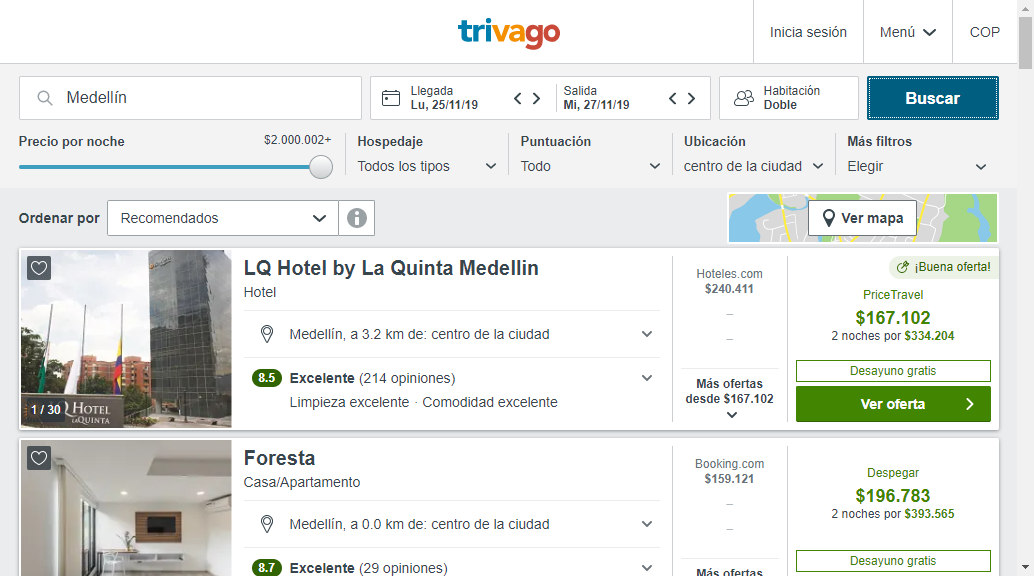 trivago
Inicia sesión
Menú
COP
Medellín
Llegada
Lu, 25/11/19
Salida
Mi, 27/11/19
Habitación
Doble
Buscar
Precio por noche
$2.000.002+
Hospedaje
Todos los tipos
Puntuación
Todo
Ubicación
centro de la ciudad
Más filtros
Elegir
Ordenar por
Recomendados
Ver mapa
1 / 30
HOTEL
LAQUINTA
LQ Hotel by La Quinta Medellin
Hotel
Medellín, a 3.2 km de: centro de la ciudad
8.5 Excelente (214 opiniones)
Limpieza excelente · Comodidad excelente
Hoteles.com
$240.411
–
–
Más ofertas
desde $167.102
¡Buena oferta!
PriceTravel
$167.102
2 noches por $334.204
Desayuno gratis
Ver oferta
Foresta
Casa/Apartamento
Medellín, a 0.0 km de: centro de la ciudad
8.7 Excelente (29 opiniones)
Booking.com
$159.121
–
–
Más ofertas
Despegar
$196.783
2 noches por $393.565
Desayuno gratis